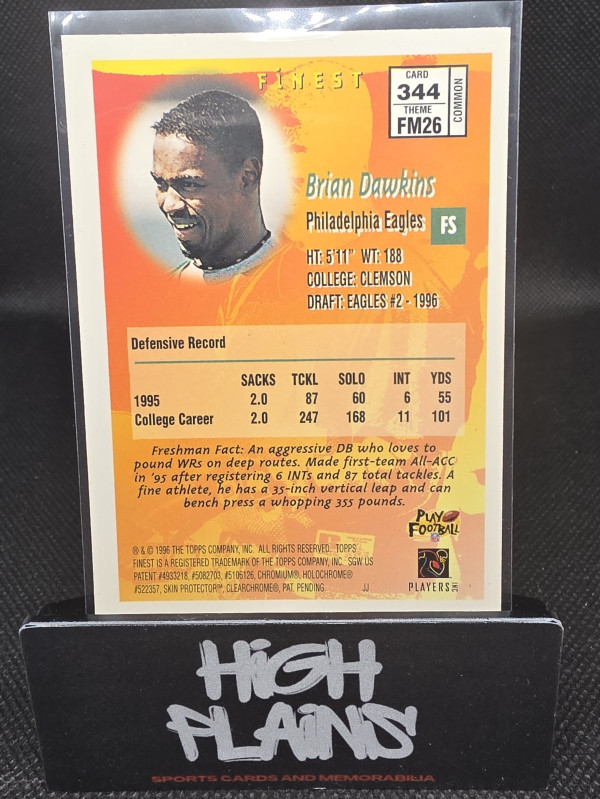 FINEST
CARD
344
THEME
FM26
COMMON
Brian Dawkins
Philadelphia Eagles FS
HT: 5'11" WT: 188
COLLEGE: CLEMSON
DRAFT: EAGLES #2 - 1996
Defensive Record
SACKS TCKL SOLO INT YDS
1995 2.0 87 60 6 55
College Career 2.0 247 168 11 101
Freshman Fact: An aggressive DB who loves to
pound WRs on deep routes. Made first-team All-ACC
in '95 after registering 6 INTs and 87 total tackles. A
fine athlete, he has a 35-inch vertical leap and can
bench press a whopping 355 pounds.
PLAY
FOOTBALL
® & © 1996 THE TOPPS COMPANY, INC. ALL RIGHTS RESERVED. TOPPS
FINEST IS A REGISTERED TRADEMARK OF THE TOPPS COMPANY, INC. SGW US
PATENT #4933218, #5082703, #5106126, CHROMIUM®, HOLOCHROME®
#522357, SKIN PROTECTOR™, CLEARCHROME®, PAT. PENDING. JJ
PLAYERS INC
HiGH
PLAiNS
SPORTS CARDS AND MEMORABILIA